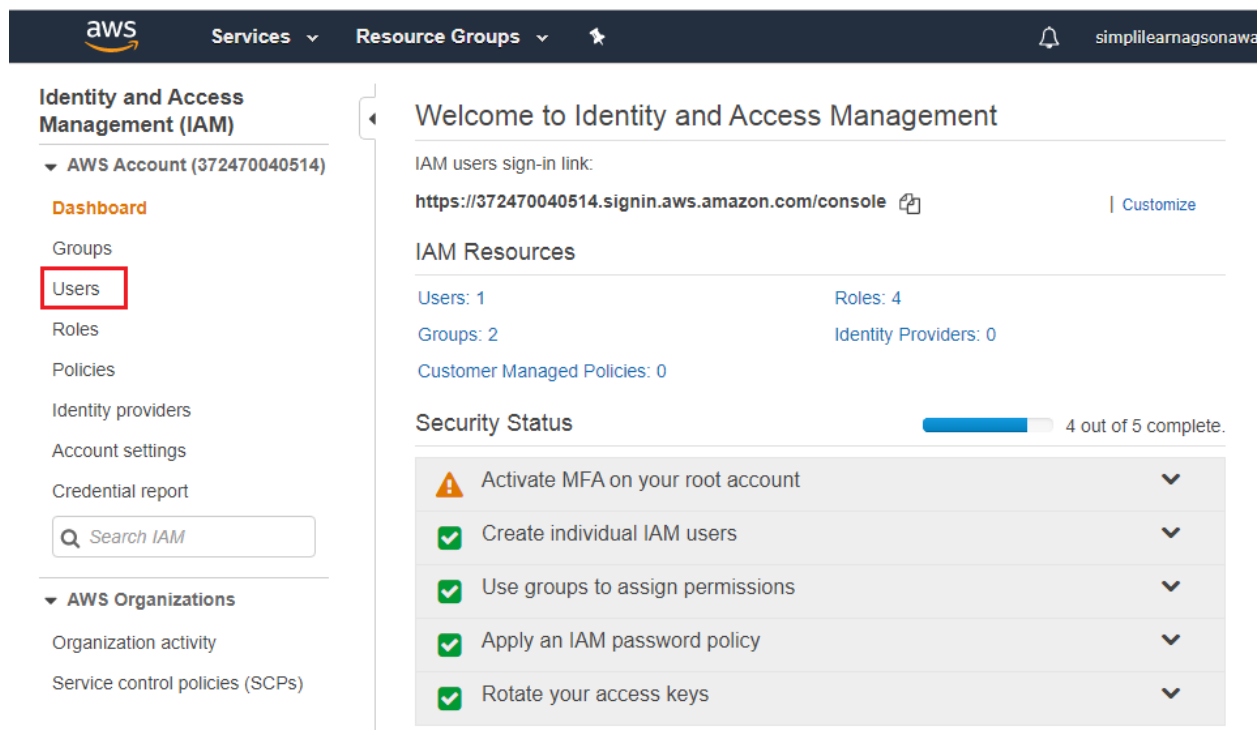 aws Services Resource Groups simplilearnagsonawa
Identity and Access
Management (IAM)
AWS Account (372470040514)
Dashboard
Groups
Users
Roles
Policies
Identity providers
Account settings
Credential report
Search IAM
AWS Organizations
Organization activity
Service control policies (SCPs)
Welcome to Identity and Access Management
IAM users sign-in link:
https://372470040514.signin.aws.amazon.com/console | Customize
IAM Resources
Users: 1 Roles: 4
Groups: 2 Identity Providers: 0
Customer Managed Policies: 0
Security Status 4 out of 5 complete.
Activate MFA on your root account
Create individual IAM users
Use groups to assign permissions
Apply an IAM password policy
Rotate your access keys